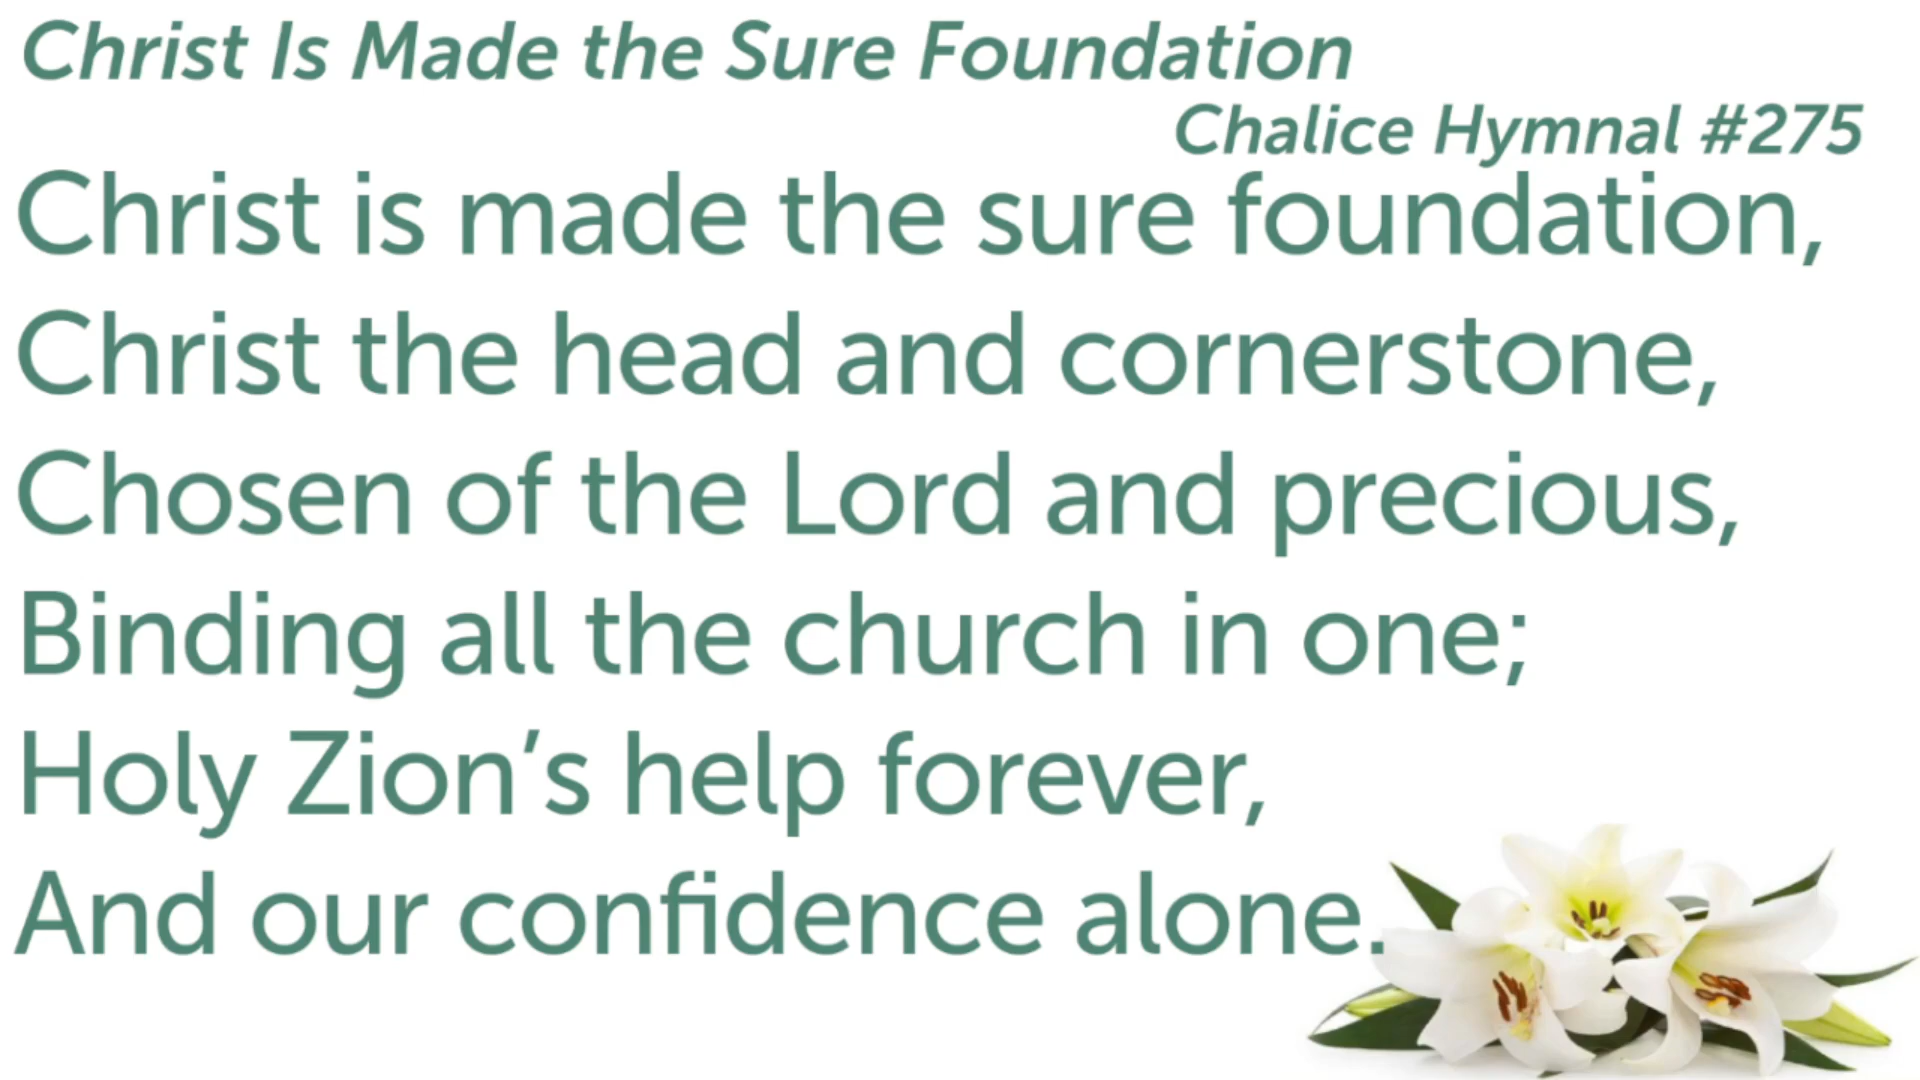 Christ Is Made the Sure Foundation
Chalice Hymnal #275
Christ is made the sure foundation,
Christ the head and cornerstone,
Chosen of the Lord and precious,
Binding all the church in one;
Holy Zion’s help forever,
And our confidence alone.